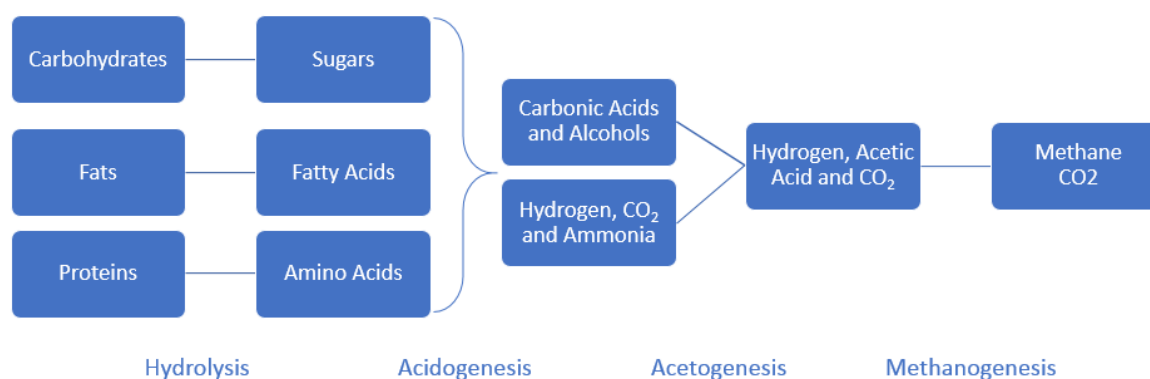 Carbohydrates
Sugars
Fats
Fatty Acids
Proteins
Amino Acids
Carbonic Acids
and Alcohols
Hydrogen, CO₂
and Ammonia
Hydrogen, Acetic
Acid and CO₂
Methane
CO2
Hydrolysis
Acidogenesis
Acetogenesis
Methanogenesis